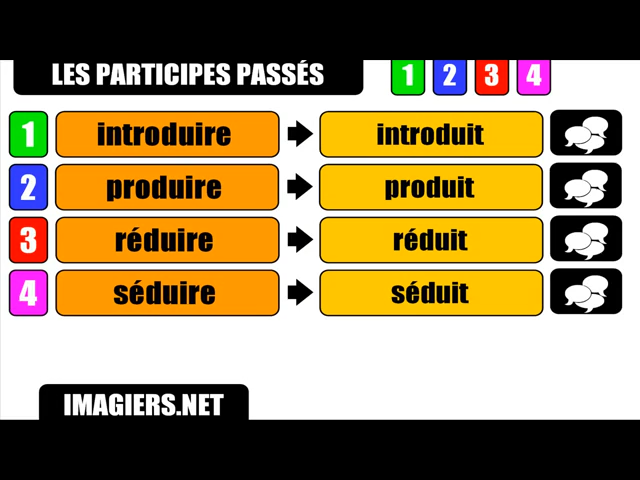 LES PARTICIPES PASSÉS 1 2 3 4
1 introduire introduit
2 produire produit
3 réduire réduit
4 séduire séduit
IMAGIERS.NET